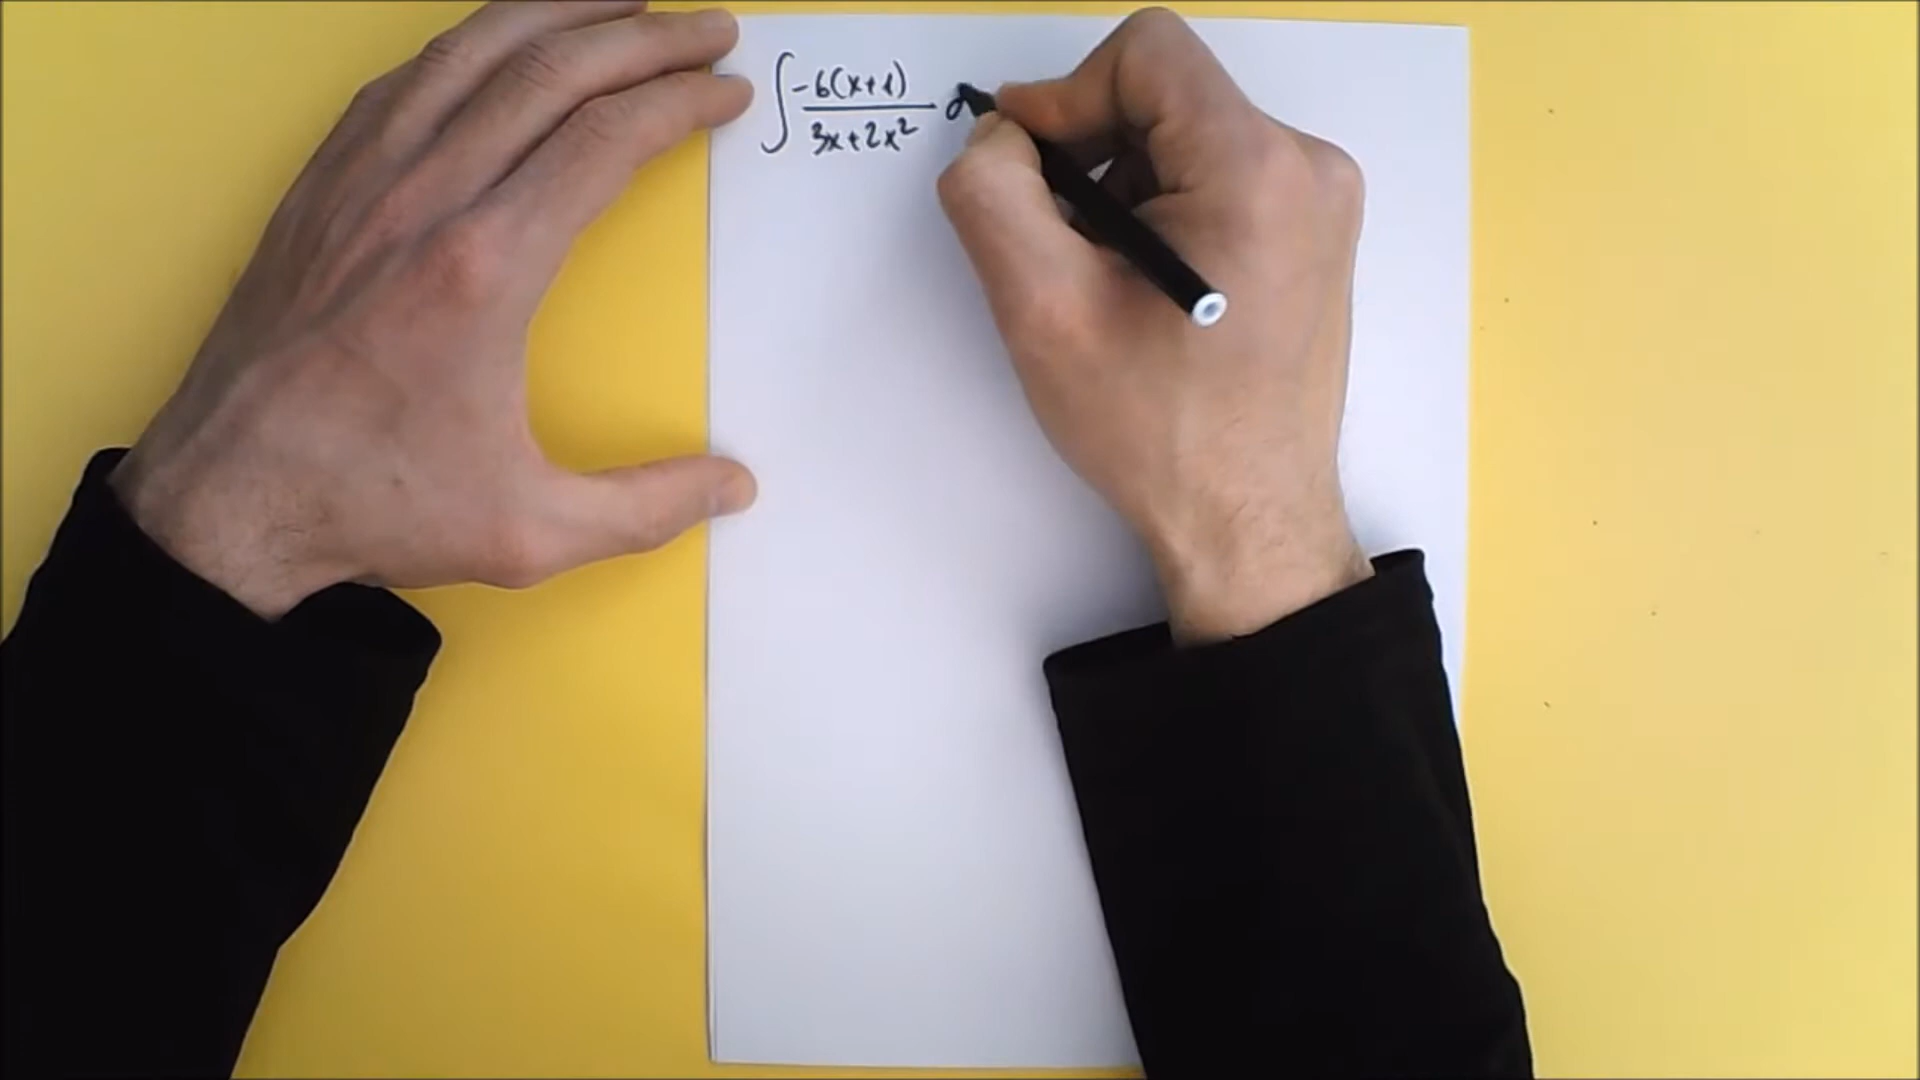 ∫ -6(x+1) / 3x+2x² d